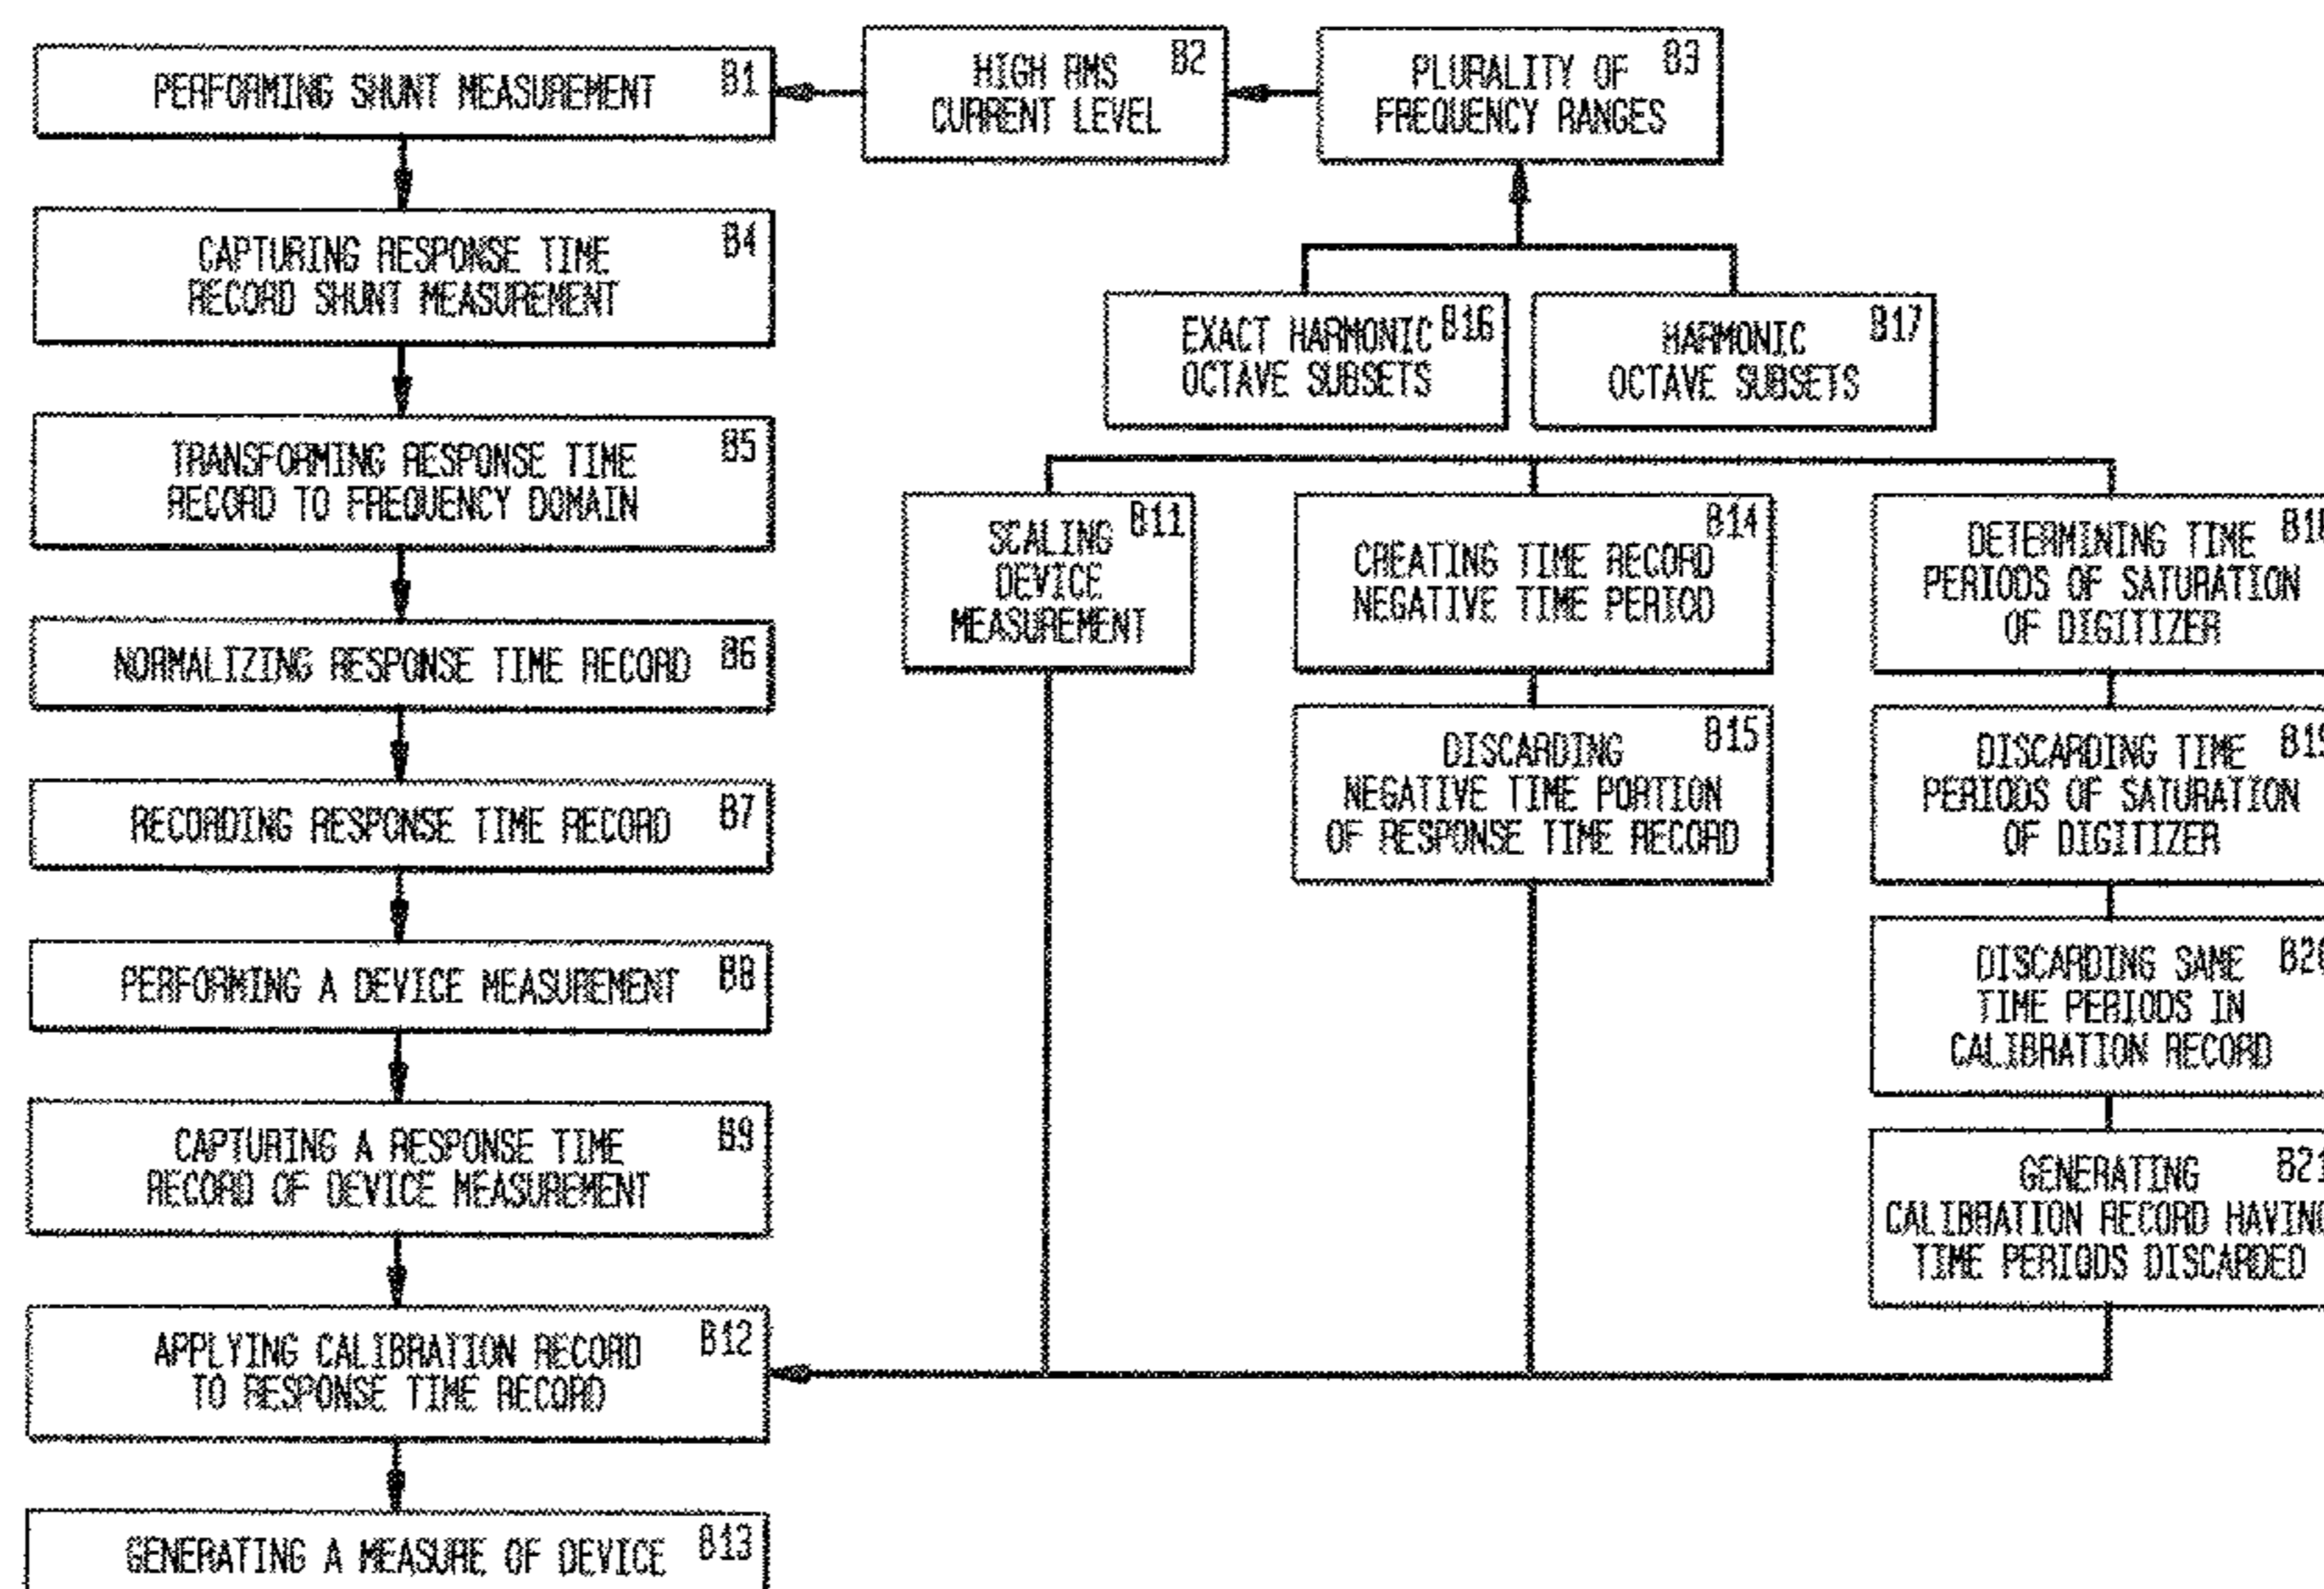 PERFORMING SHUNT MEASUREMENT B1
HIGH RMS B2
CURRENT LEVEL
PLURALITY OF B3
FREQUENCY RANGES
CAPTURING RESPONSE TIME B4
RECORD SHUNT MEASUREMENT
EXACT HARMONIC B16
OCTAVE SUBSETS
HARMONIC B17
OCTAVE SUBSETS
TRANSFORMING RESPONSE TIME B5
RECORD TO FREQUENCY DOMAIN
NORMALIZING RESPONSE TIME RECORD B6
RECORDING RESPONSE TIME RECORD B7
PERFORMING A DEVICE MEASUREMENT B8
CAPTURING A RESPONSE TIME B9
RECORD OF DEVICE MEASUREMENT
APPLYING CALIBRATION RECORD B12
TO RESPONSE TIME RECORD
GENERATING A MEASURE OF DEVICE B13
SCALING B11
DEVICE
MEASUREMENT
B14
CREATING TIME RECORD
NEGATIVE TIME PERIOD
DISCARDING B15
NEGATIVE TIME PORTION
OF RESPONSE TIME RECORD
DETERMINING TIME
PERIODS OF SATURATION
OF DIGITIZER
DISCARDING TIME
PERIODS OF SATURATION
OF DIGITIZER
DISCARDING SAME
TIME PERIODS IN
CALIBRATION RECORD
GENERATING B21
CALIBRATION RECORD HAVING
TIME PERIODS DISCARDED